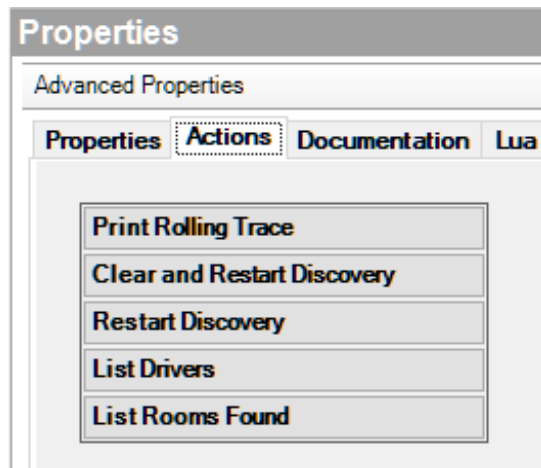 Properties
Advanced Properties
Properties Actions Documentation Lua
Print Rolling Trace
Clear and Restart Discovery
Restart Discovery
List Drivers
List Rooms Found